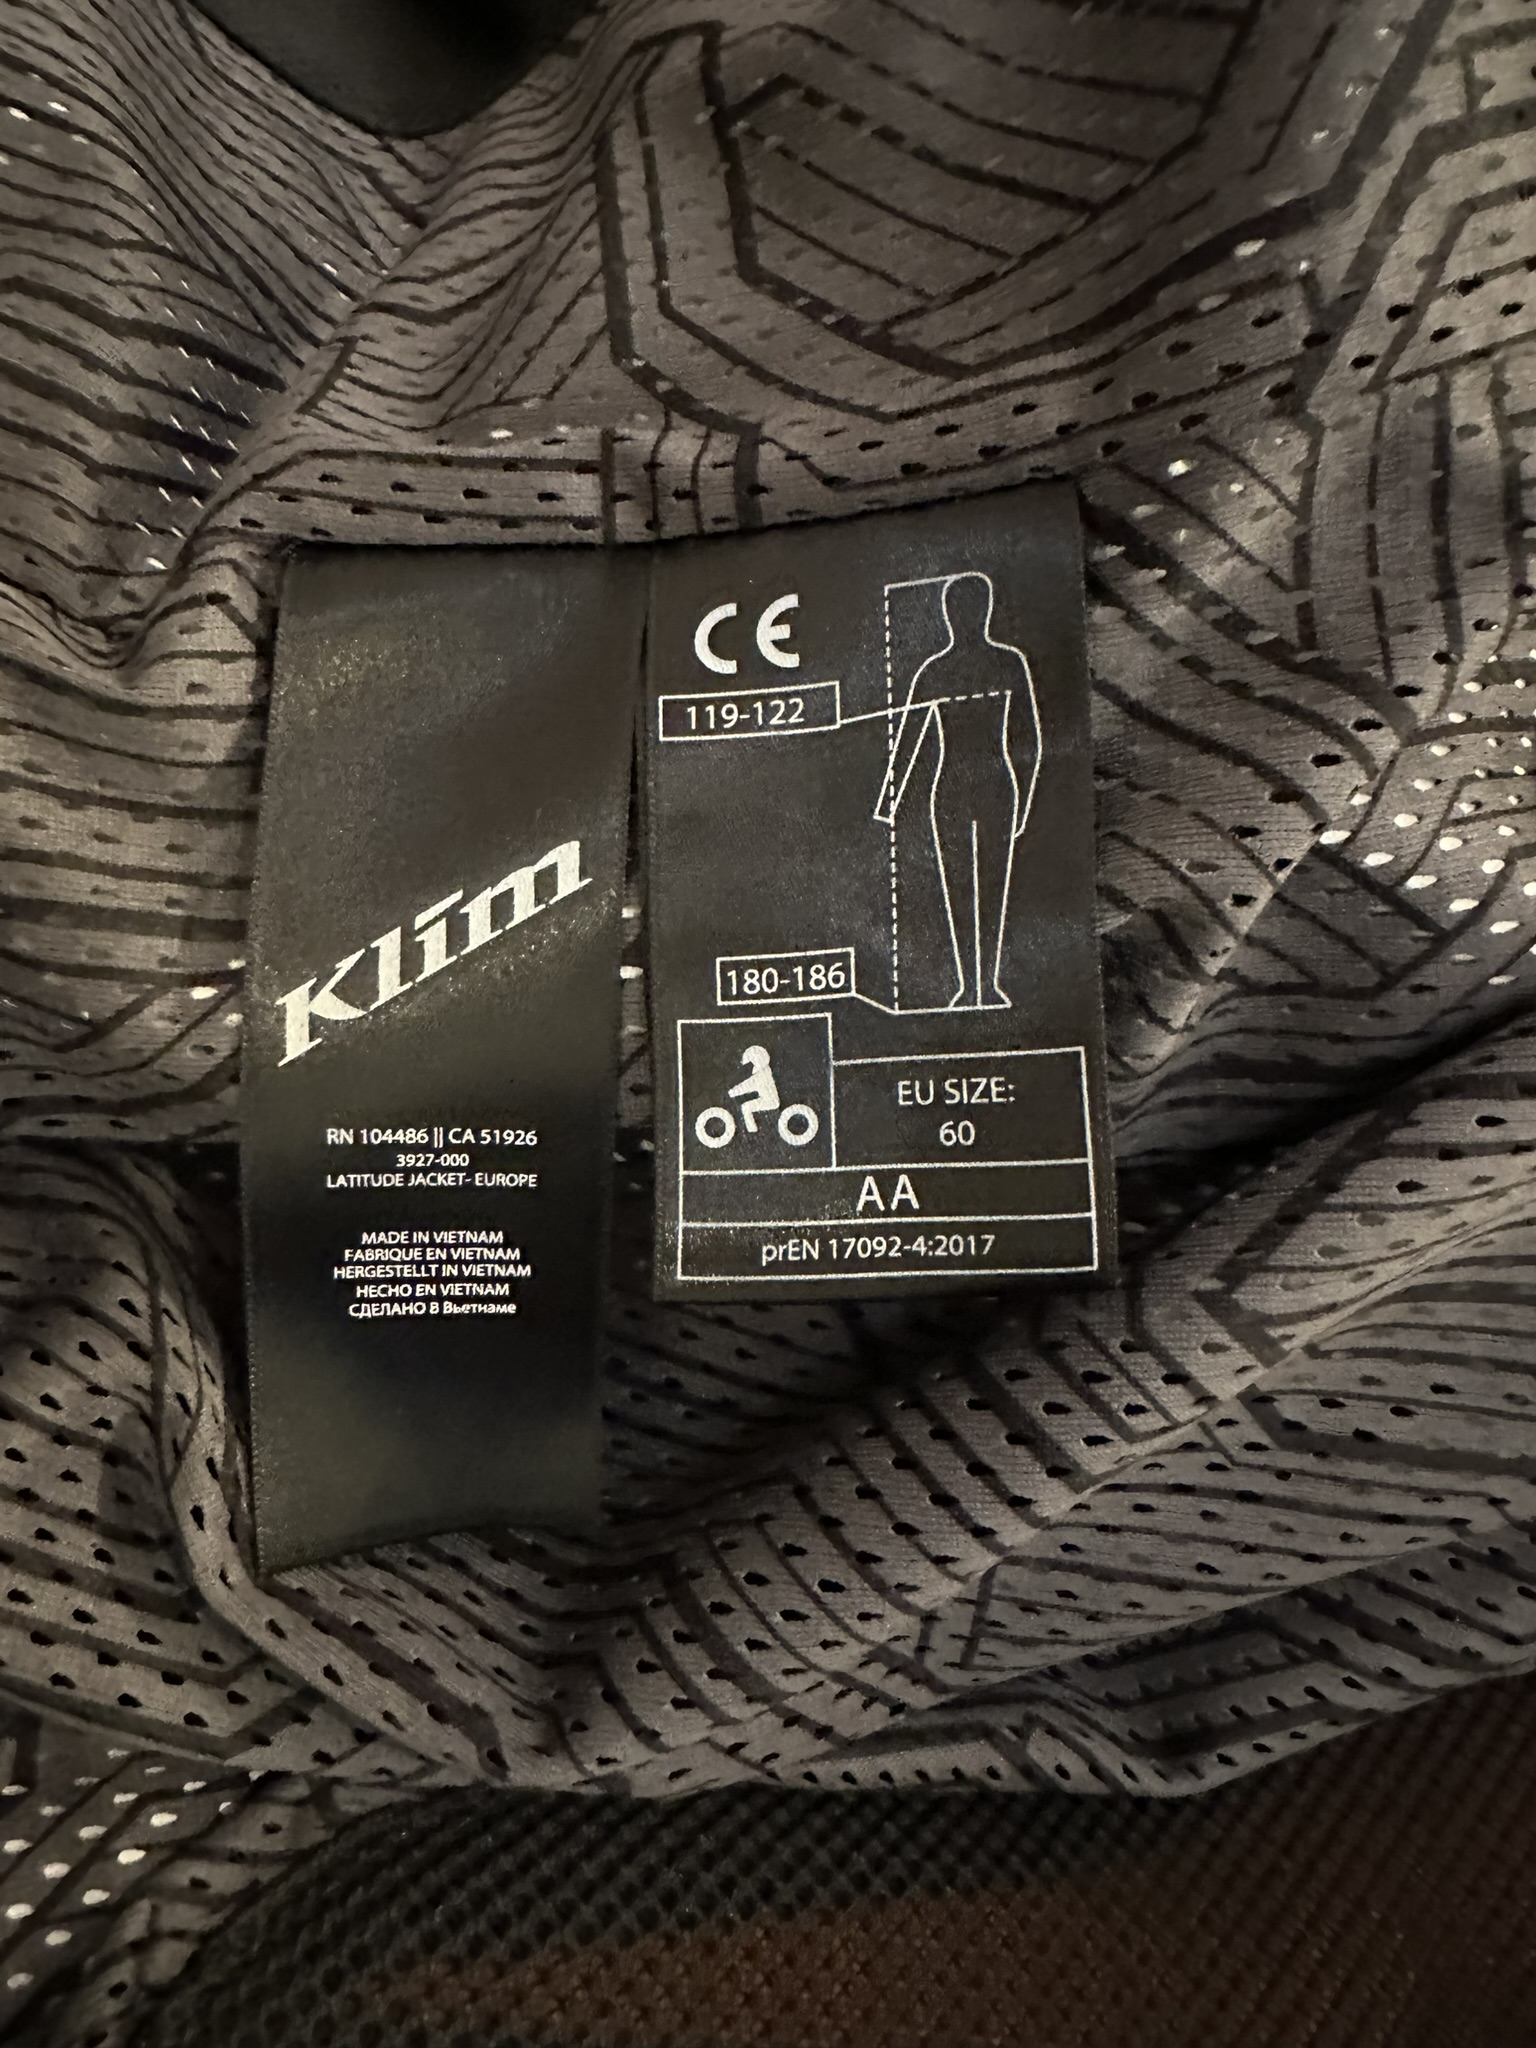 Klim
RN 104486 || CA 51926
3927-000
LATITUDE JACKET- EUROPE
MADE IN VIETNAM
FABRIQUE EN VIETNAM
HERGESTELLT IN VIETNAM
HECHO EN VIETNAM
СДЕЛАНО В Вьетнаме
CE
119-122
180-186
EU SIZE:
60
AA
prEN 17092-4:2017